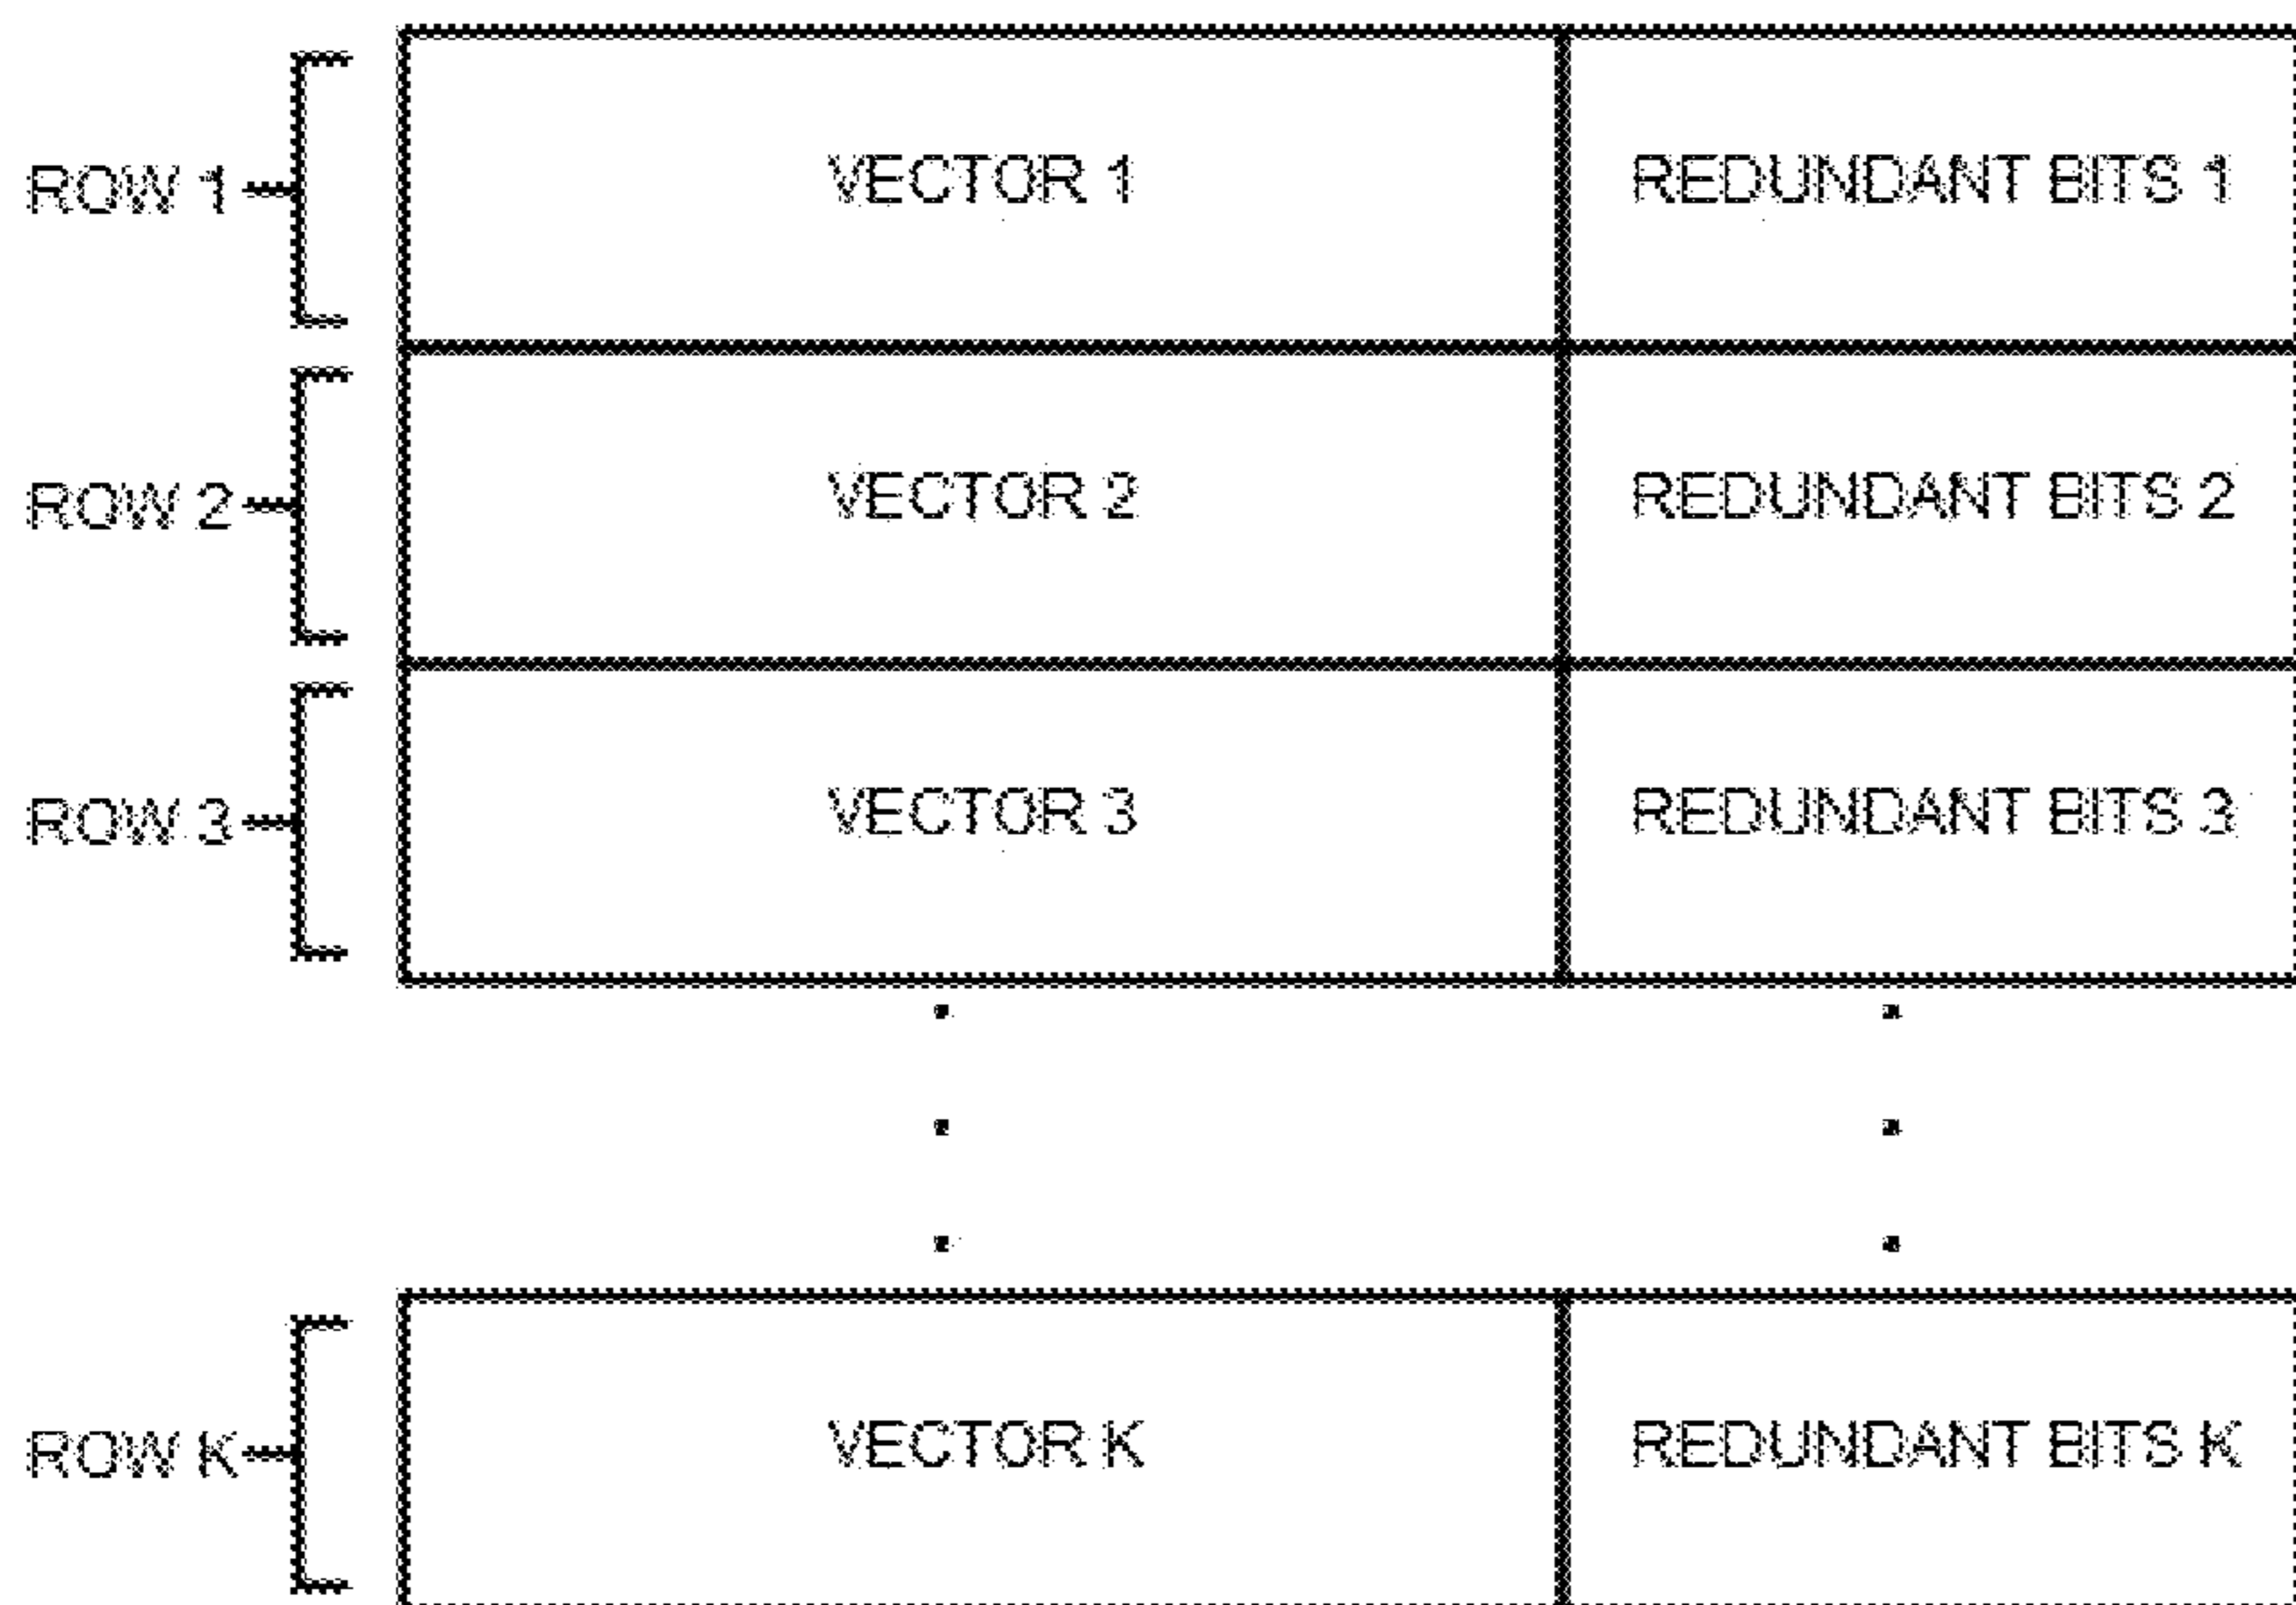 ROW 1 VECTOR 1 REDUNDANT BITS 1
ROW 2 VECTOR 2 REDUNDANT BITS 2
ROW 3 VECTOR 3 REDUNDANT BITS 3
ROW K VECTOR K REDUNDANT BITS K